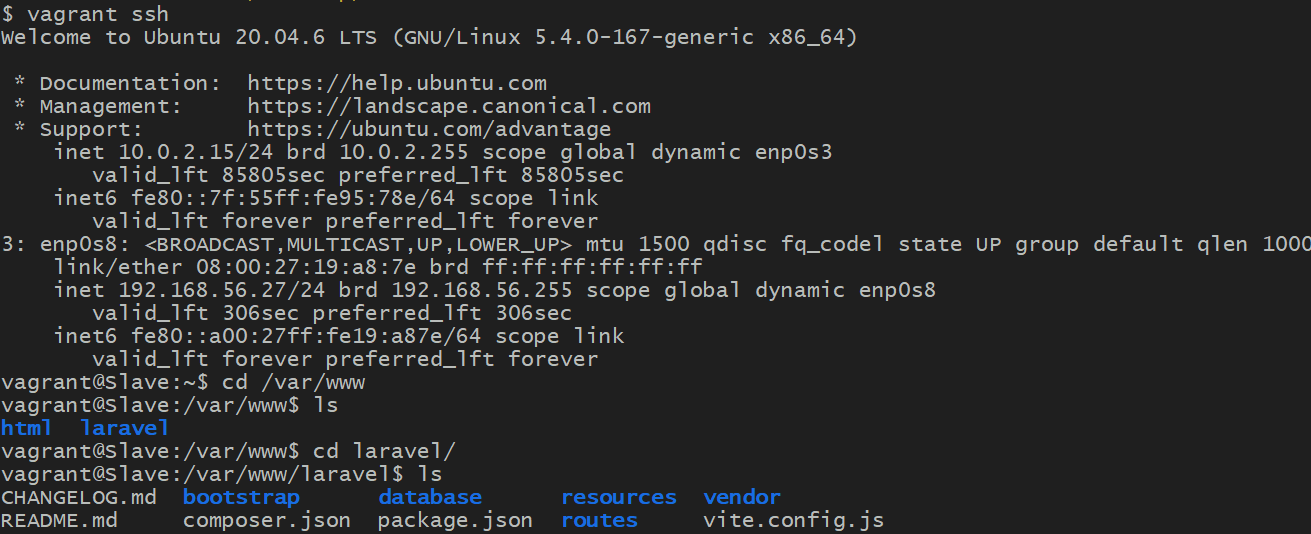 $ vagrant ssh
Welcome to Ubuntu 20.04.6 LTS (GNU/Linux 5.4.0-167-generic x86_64)
* Documentation:  https://help.ubuntu.com
* Management:     https://landscape.canonical.com
* Support:        https://ubuntu.com/advantage
inet 10.0.2.15/24 brd 10.0.2.255 scope global dynamic enp0s3
valid_lft 85805sec preferred_lft 85805sec
inet6 fe80::7f:55ff:fe95:78e/64 scope link
valid_lft forever preferred_lft forever
3: enp0s8: <BROADCAST,MULTICAST,UP,LOWER_UP> mtu 1500 qdisc fq_codel state UP group default qlen 1000
link/ether 08:00:27:19:a8:7e brd ff:ff:ff:ff:ff:ff
inet 192.168.56.27/24 brd 192.168.56.255 scope global dynamic enp0s8
valid_lft 306sec preferred_lft 306sec
inet6 fe80::a00:27ff:fe19:a87e/64 scope link
valid_lft forever preferred_lft forever
vagrant@Slave:~$ cd /var/www
vagrant@Slave:/var/www$ ls
html  laravel
vagrant@Slave:/var/www$ cd laravel/
vagrant@Slave:/var/www/laravel$ ls
CHANGELOG.md  bootstrap      database      resources  vendor
README.md     composer.json  package.json  routes     vite.config.js